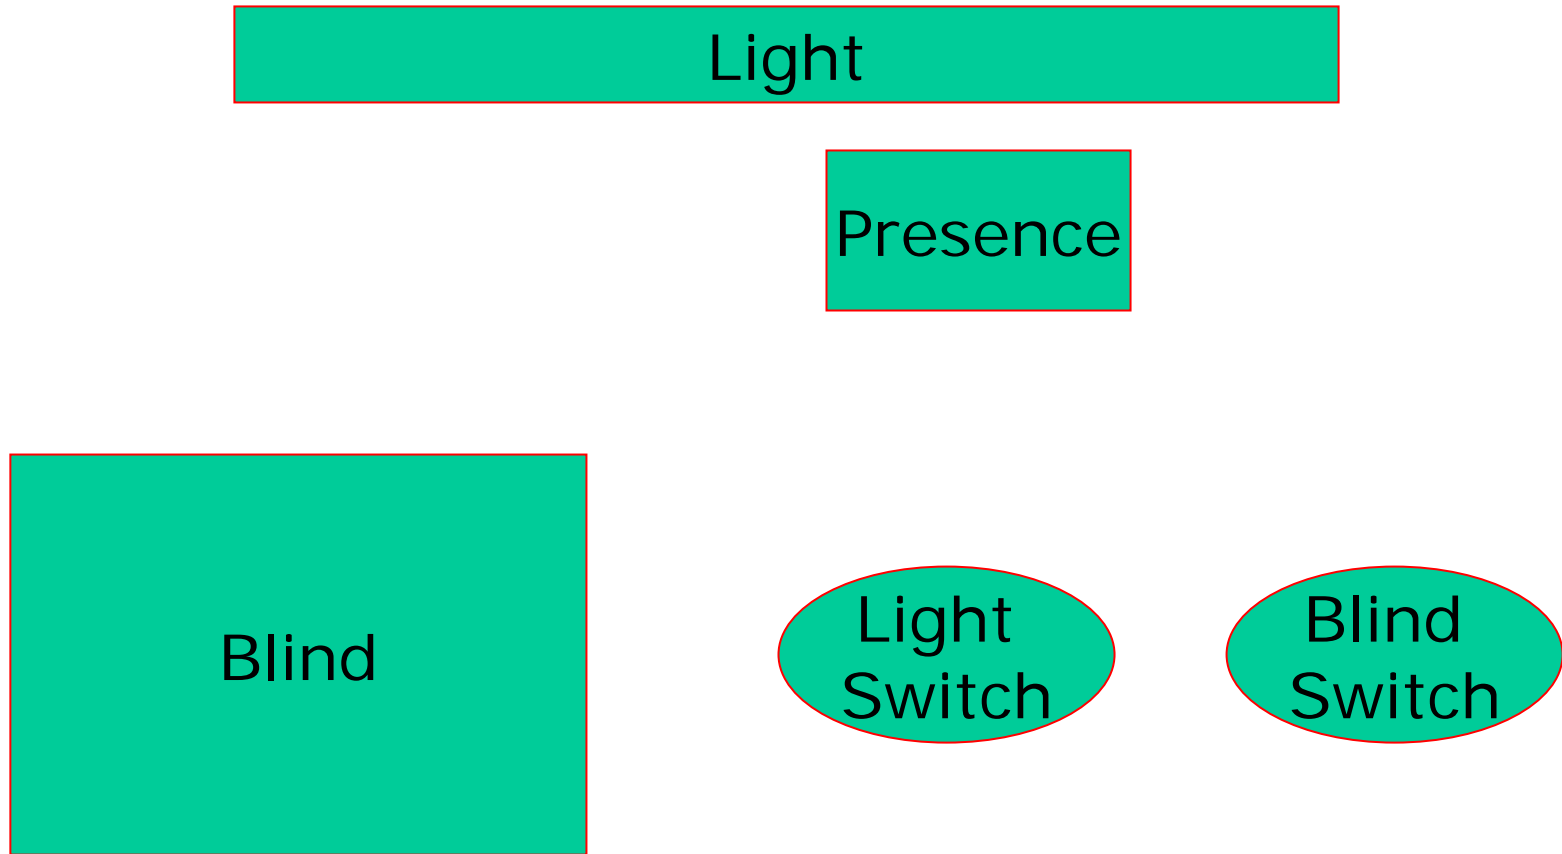 Light
Presence
Blind
Light
Switch
Blind
Switch